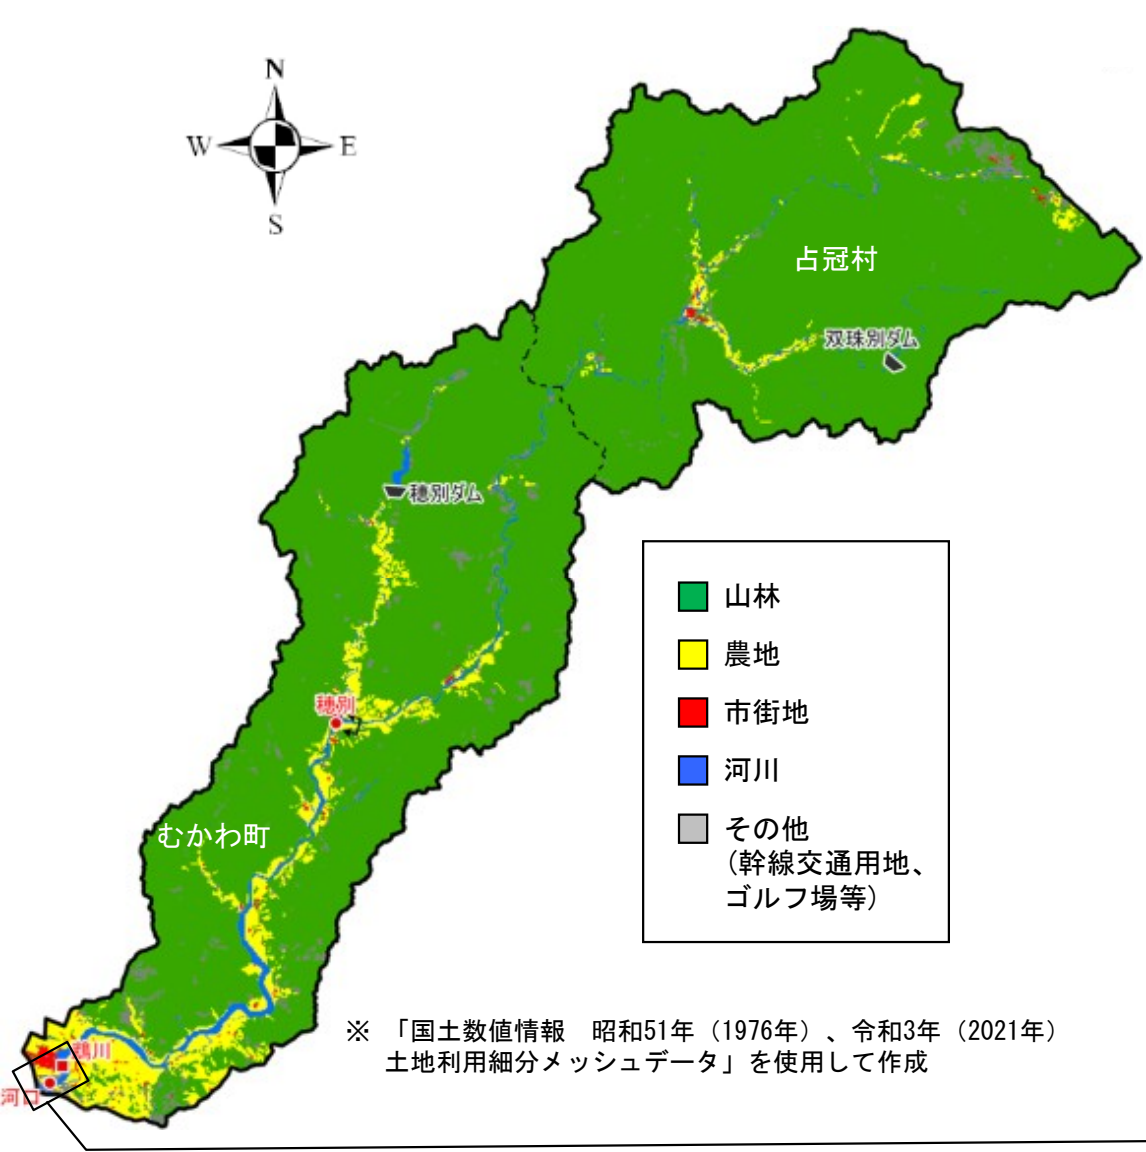 N
W
E
S
占冠村
双珠別ダム
穂別ダム
穂別
むかわ町
鵡川
河口
山林
農地
市街地
河川
その他
(幹線交通用地、
ゴルフ場等)
※ 「国土数値情報 昭和51年(1976年)、令和3年(2021年)
土地利用細分メッシュデータ」を使用して作成